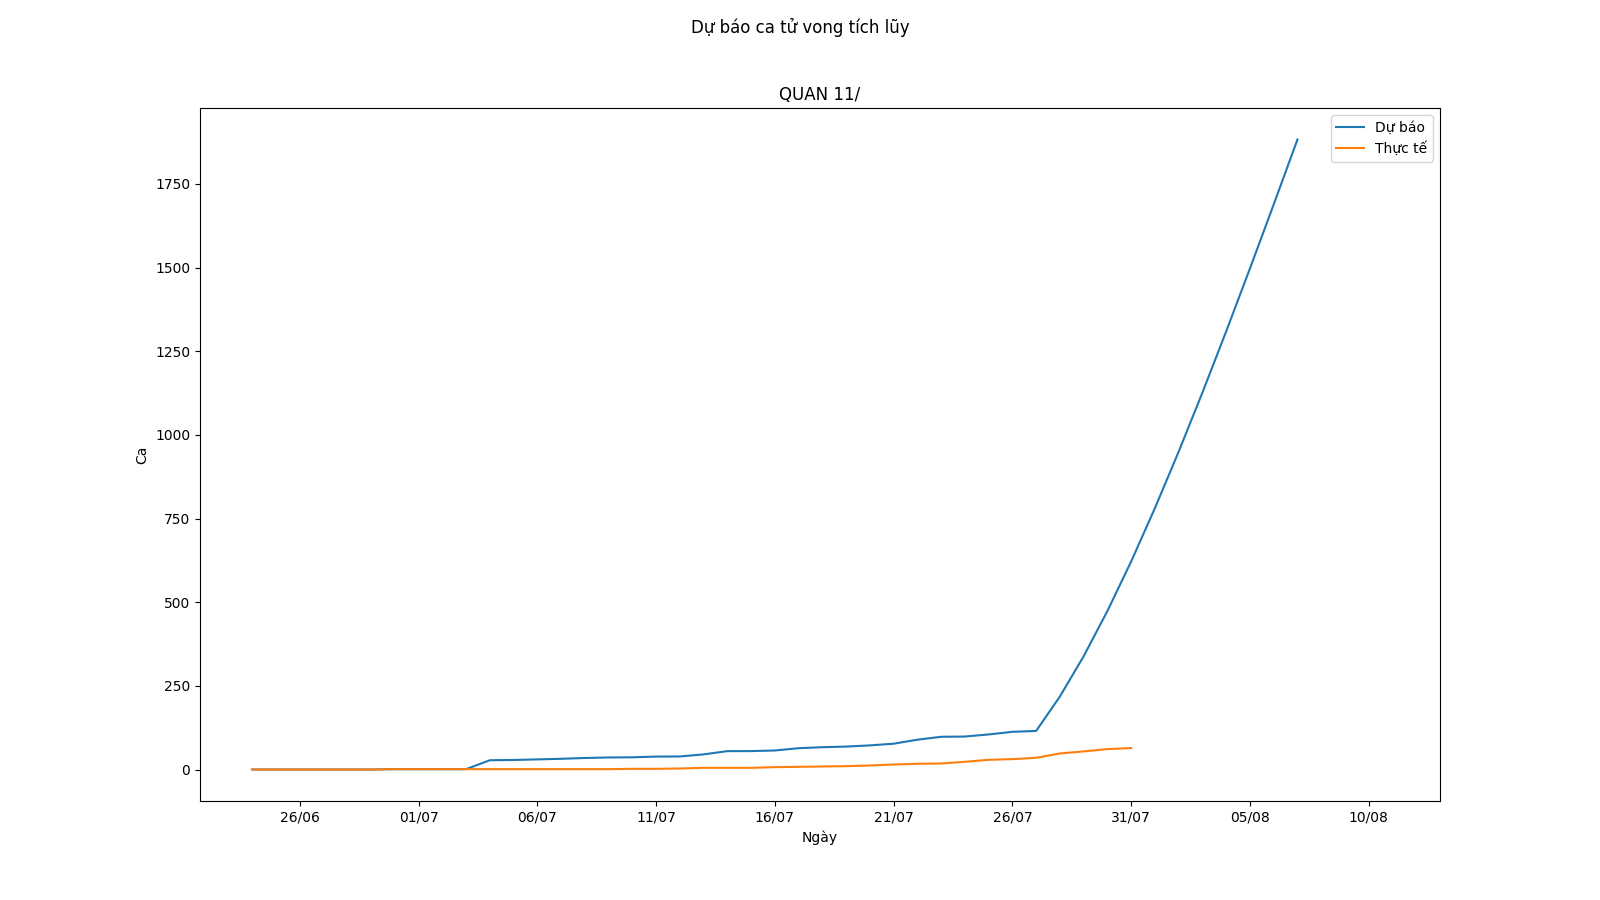 Dự báo ca tử vong tích lũy
QUAN 11/
Dự báo
Thực tế
1750
1500
1250
1000
750
500
250
0
Ca
26/06 01/07 06/07 11/07 16/07 21/07 26/07 31/07 05/08 10/08
Ngày